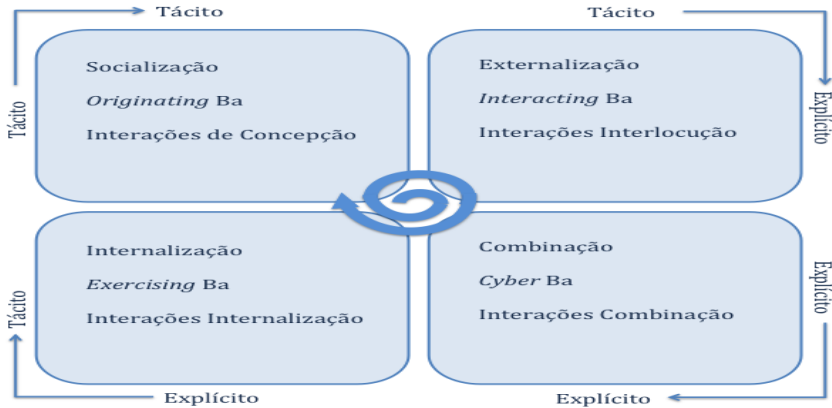 Tácito
Tácito
Tácito
Socialização
Originating Ba
Interações de Concepção
Externalização
Interacting Ba
Interações Interlocução
Explícito
Tácito
Internalização
Exercising Ba
Interações Internalização
Combinação
Cyber Ba
Interações Combinação
Explícito
Explícito
Explícito